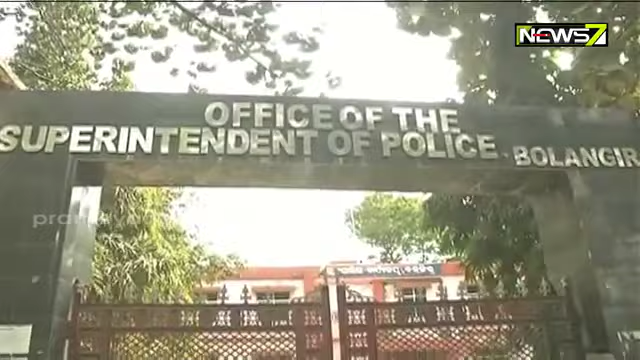 NEWS7
OFFICE OF THE
SUPERINTENDENT OF POLICE, BOLANGIR